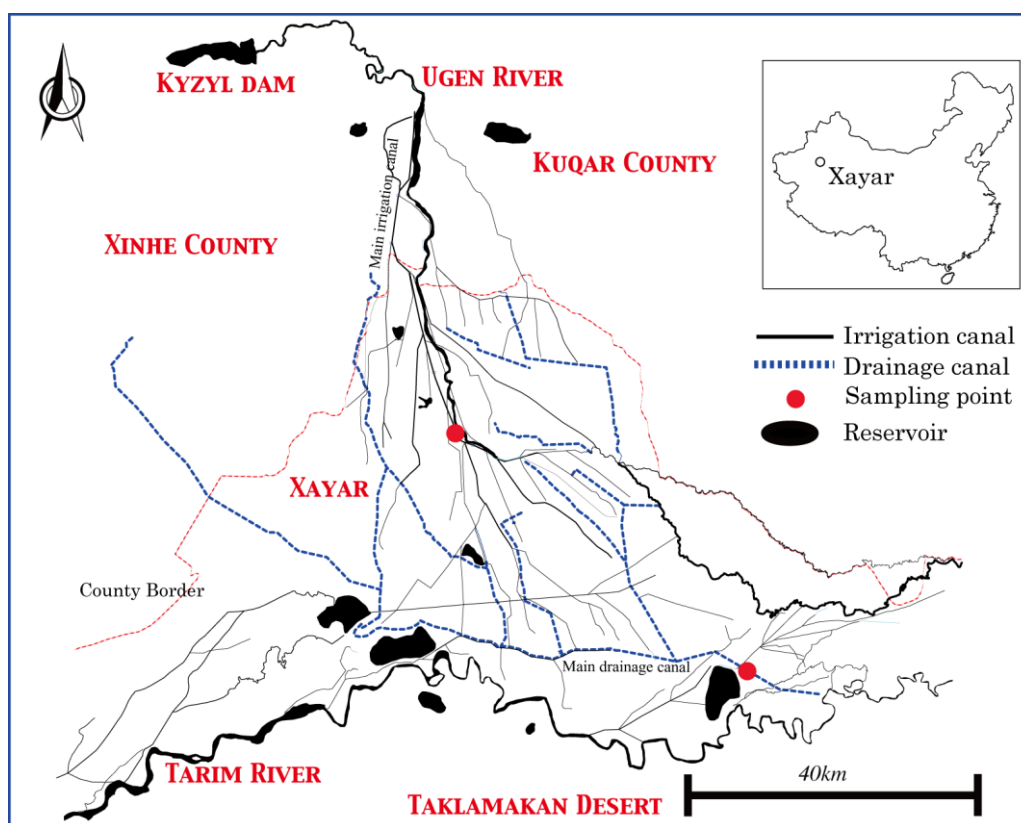 KYZYL DAM
UGEN RIVER
KUQAR COUNTY
Main irrigation canal
XINHE COUNTY
Xayar
Irrigation canal
Drainage canal
Sampling point
Reservoir
XAYAR
County Border
Main drainage canal
TARIM RIVER
TAKLAMAKAN DESERT
40km